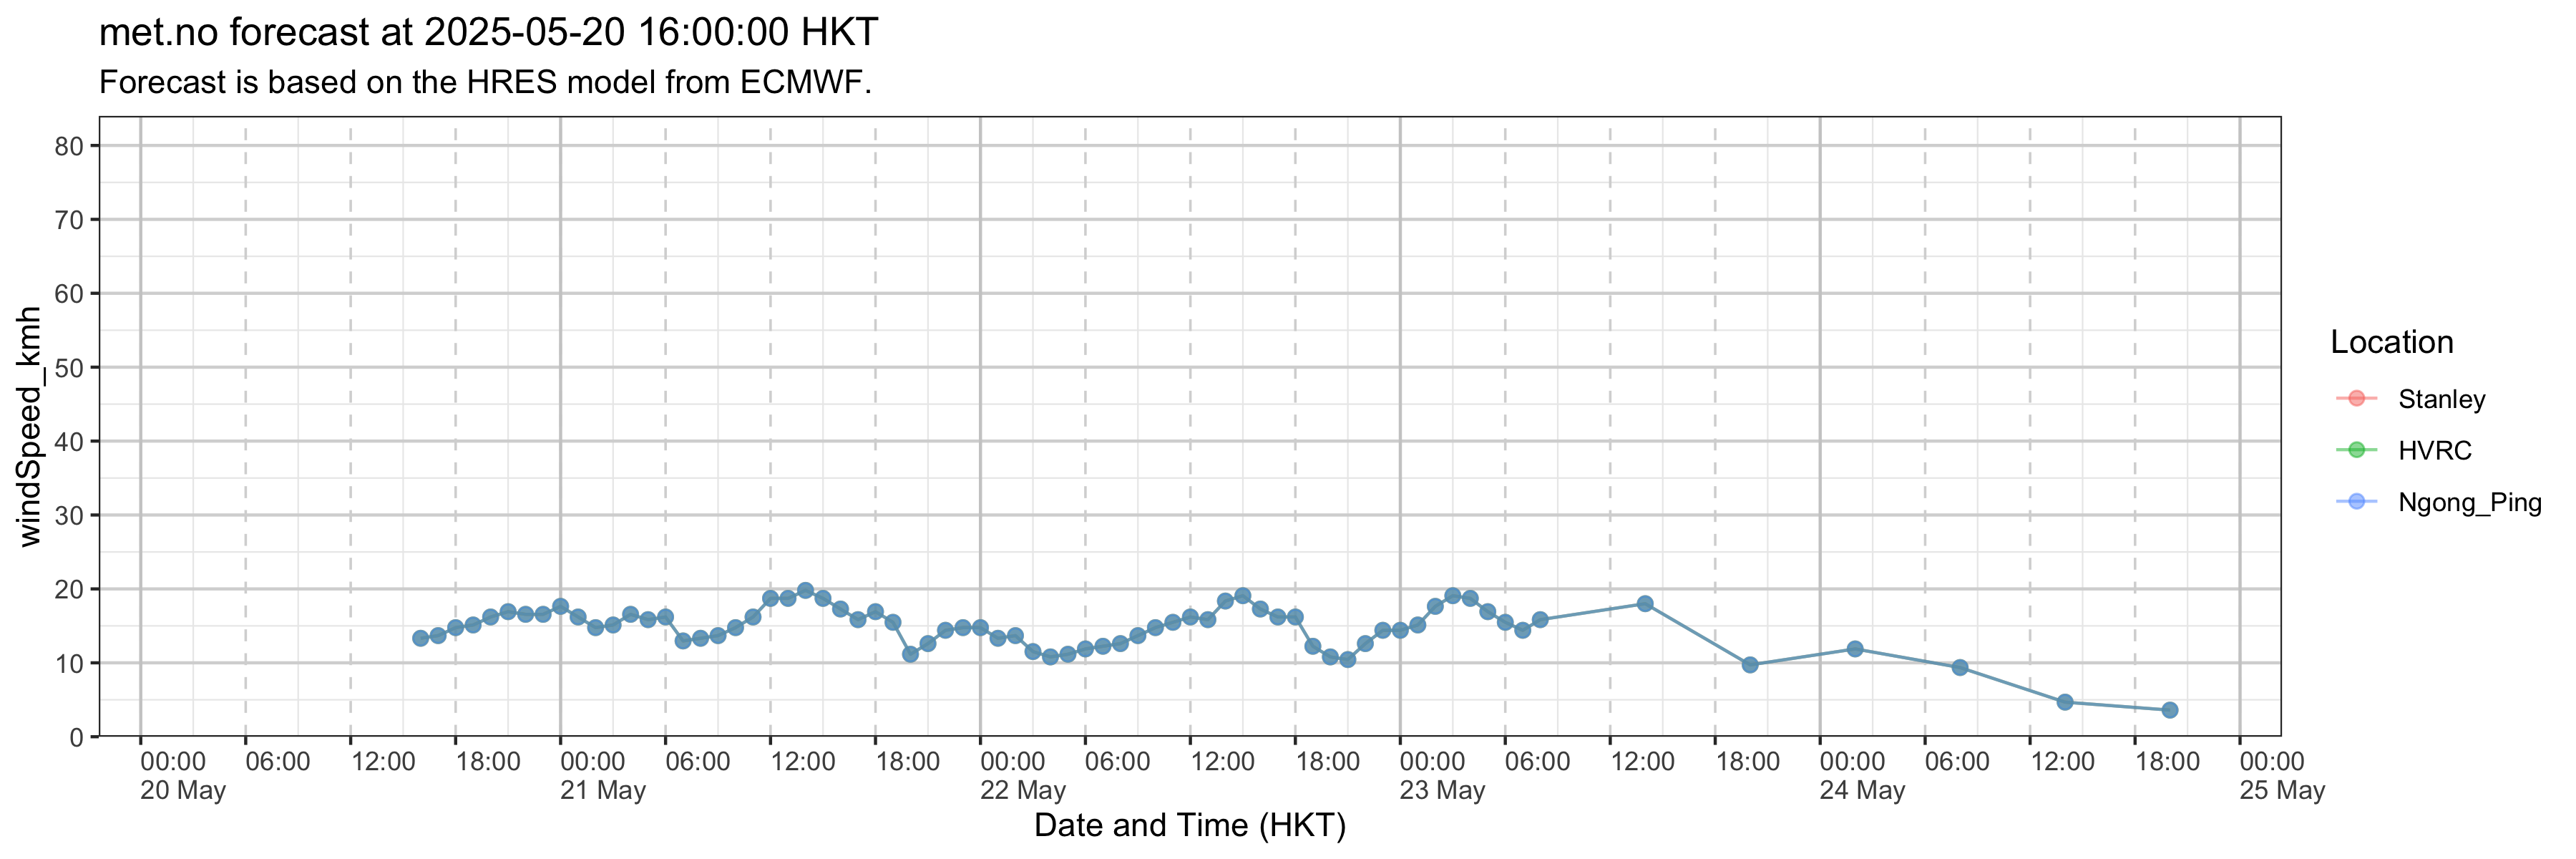 met.no forecast at 2025-05-20 16:00:00 HKT
Forecast is based on the HRES model from ECMWF.
windSpeed_kmh
80
70
60
50
40
30
20
10
0
00:00 06:00 12:00 18:00 00:00 06:00 12:00 18:00 00:00 06:00 12:00 18:00 00:00 06:00 12:00 18:00 00:00 06:00 12:00 18:00 00:00
20 May 21 May 22 May 23 May 24 May 25 May
Date and Time (HKT)
Location
Stanley
HVRC
Ngong_Ping